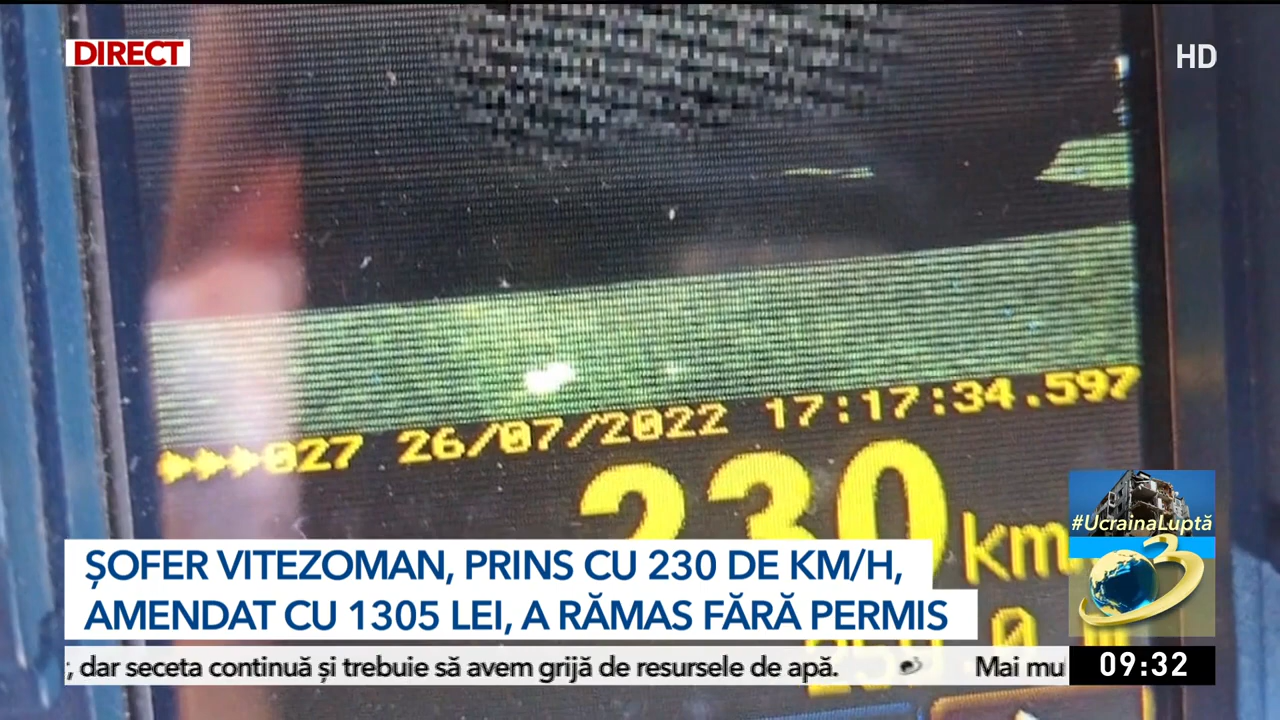 DIRECT
HD
027 26/07/2022 17:17:34.597
230 km
#UcrainaLuptă
3
ȘOFER VITEZOMAN, PRINS CU 230 DE KM/H,
AMENDAT CU 1305 LEI, A RĂMAS FĂRĂ PERMIS
, dar seceta continuă și trebuie să avem grijă de resursele de apă. Mai mu
09:32